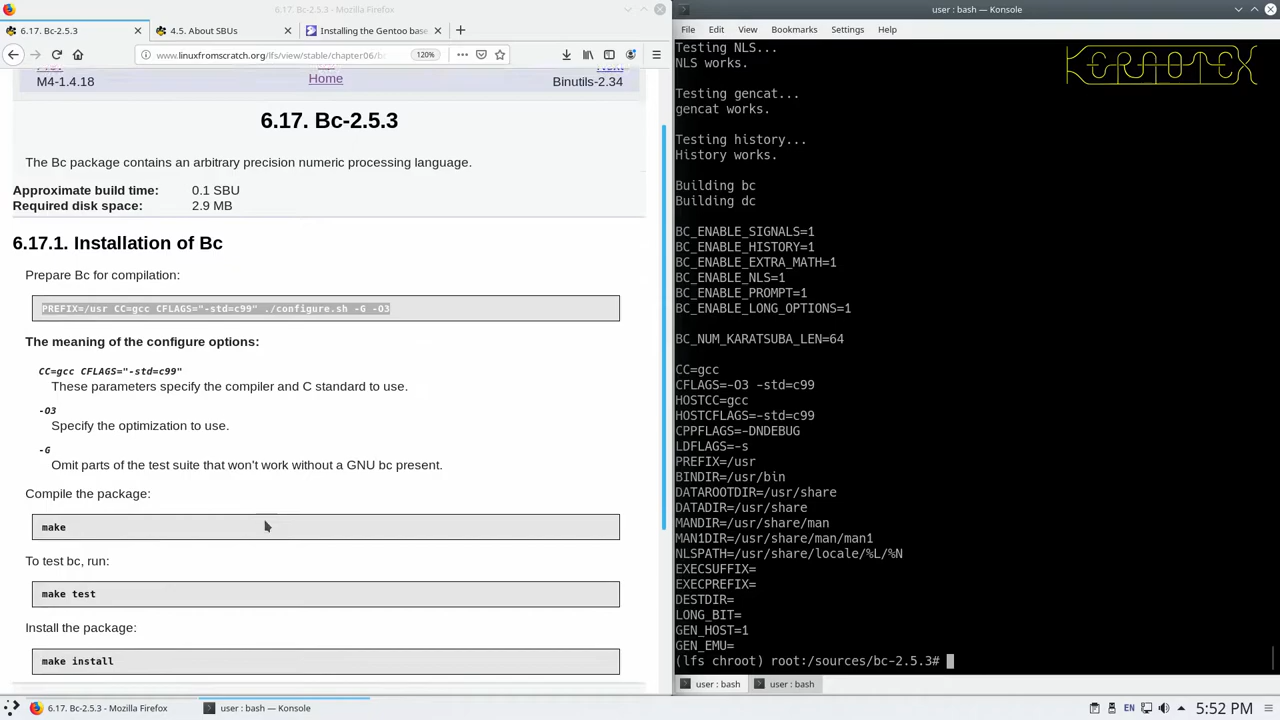 6.17. Bc-2.5.3 - Mozilla Firefox
6.17. Bc-2.5.3
4.5. About SBUs
Installing the Gentoo base
www.linuxfromscratch.org/lfs/view/stable/chapter06/b
120%
M4-1.4.18
Home
Binutils-2.34
6.17. Bc-2.5.3
The Bc package contains an arbitrary precision numeric processing language.
Approximate build time: 0.1 SBU
Required disk space: 2.9 MB
6.17.1. Installation of Bc
Prepare Bc for compilation:
PREFIX=/usr CC=gcc CFLAGS="-std=c99" ./configure.sh -G -O3
The meaning of the configure options:
CC=gcc CFLAGS="-std=c99"
These parameters specify the compiler and C standard to use.
-O3
Specify the optimization to use.
-G
Omit parts of the test suite that won't work without a GNU bc present.
Compile the package:
make
To test bc, run:
make test
Install the package:
make install
user : bash — Konsole
File Edit View Bookmarks Settings Help
KERAOTEX
Testing NLS...
NLS works.
Testing gencat...
gencat works.
Testing history...
History works.
Building bc
Building dc
BC_ENABLE_SIGNALS=1
BC_ENABLE_HISTORY=1
BC_ENABLE_EXTRA_MATH=1
BC_ENABLE_NLS=1
BC_ENABLE_PROMPT=1
BC_ENABLE_LONG_OPTIONS=1
BC_NUM_KARATSUBA_LEN=64
CC=gcc
CFLAGS=-O3 -std=c99
HOSTCC=gcc
HOSTCFLAGS=-std=c99
CPPFLAGS=-DNDEBUG
LDFLAGS=-s
PREFIX=/usr
BINDIR=/usr/bin
DATAROOTDIR=/usr/share
DATADIR=/usr/share
MANDIR=/usr/share/man
MAN1DIR=/usr/share/man/man1
NLSPATH=/usr/share/locale/%L/%N
EXECSUFFIX=
EXECPREFIX=
DESTDIR=
LONG_BIT=
GEN_HOST=1
GEN_EMU=
(lfs chroot) root:/sources/bc-2.5.3#
user : bash
user : bash
6.17. Bc-2.5.3 - Mozilla Firefox
user : bash — Konsole
EN
5:52 PM